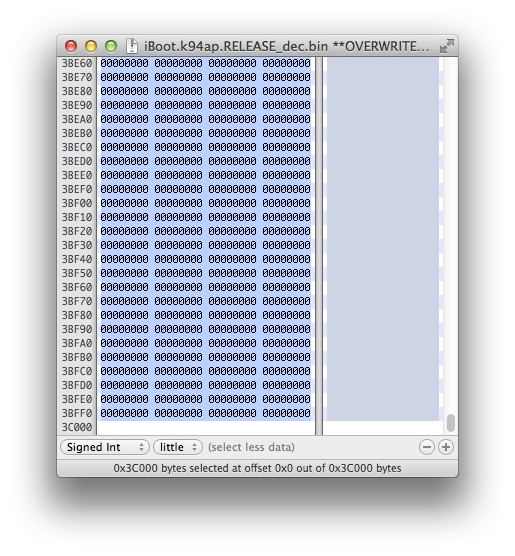 iBoot.k94ap.RELEASE_dec.bin **OVERWRITE…
3BE60 00000000 00000000 00000000 00000000
3BE70 00000000 00000000 00000000 00000000
3BE80 00000000 00000000 00000000 00000000
3BE90 00000000 00000000 00000000 00000000
3BEA0 00000000 00000000 00000000 00000000
3BEB0 00000000 00000000 00000000 00000000
3BEC0 00000000 00000000 00000000 00000000
3BED0 00000000 00000000 00000000 00000000
3BEE0 00000000 00000000 00000000 00000000
3BEF0 00000000 00000000 00000000 00000000
3BF00 00000000 00000000 00000000 00000000
3BF10 00000000 00000000 00000000 00000000
3BF20 00000000 00000000 00000000 00000000
3BF30 00000000 00000000 00000000 00000000
3BF40 00000000 00000000 00000000 00000000
3BF50 00000000 00000000 00000000 00000000
3BF60 00000000 00000000 00000000 00000000
3BF70 00000000 00000000 00000000 00000000
3BF80 00000000 00000000 00000000 00000000
3BF90 00000000 00000000 00000000 00000000
3BFA0 00000000 00000000 00000000 00000000
3BFB0 00000000 00000000 00000000 00000000
3BFC0 00000000 00000000 00000000 00000000
3BFD0 00000000 00000000 00000000 00000000
3BFE0 00000000 00000000 00000000 00000000
3BFF0 00000000 00000000 00000000 00000000
3C000
Signed Int little (select less data)
0x3C000 bytes selected at offset 0x0 out of 0x3C000 bytes